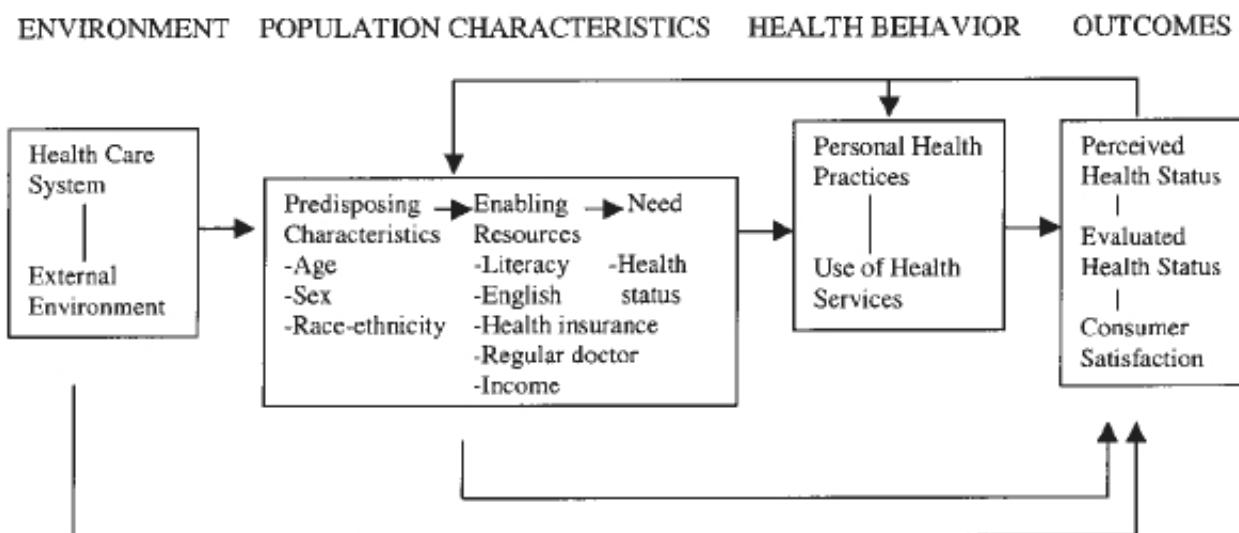 ENVIRONMENT POPULATION CHARACTERISTICS HEALTH BEHAVIOR OUTCOMES
Health Care
System
External
Environment
Predisposing
Characteristics
-Age
-Sex
-Race-ethnicity
Enabling
Resources
-Literacy
-English
-Health insurance
-Regular doctor
-Income
Need
-Health
status
Personal Health
Practices
Use of Health
Services
Perceived
Health Status
Evaluated
Health Status
Consumer
Satisfaction